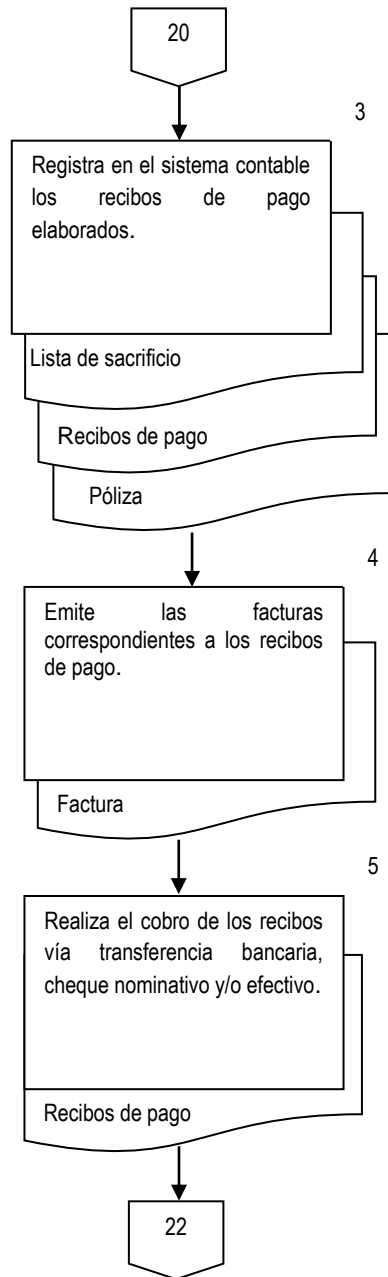 20
3
Registra en el sistema contable
los recibos de pago
elaborados.
Lista de sacrificio
Recibos de pago
Póliza
4
Emite las facturas
correspondientes a los recibos
de pago.
Factura
5
Realiza el cobro de los recibos
vía transferencia bancaria,
cheque nominativo y/o efectivo.
Recibos de pago
22